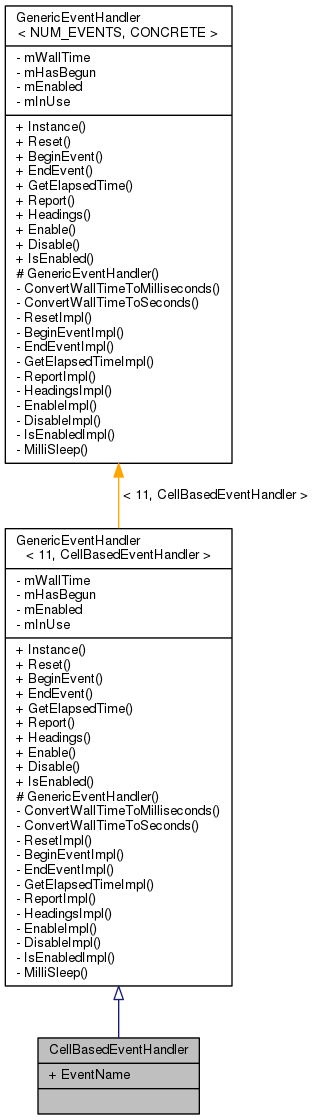 GenericEventHandler
< NUM_EVENTS, CONCRETE >
- mWallTime
- mHasBegun
- mEnabled
- mInUse
+ Instance()
+ Reset()
+ BeginEvent()
+ EndEvent()
+ GetElapsedTime()
+ Report()
+ Headings()
+ Enable()
+ Disable()
+ IsEnabled()
# GenericEventHandler()
- ConvertWallTimeToMilliseconds()
- ConvertWallTimeToSeconds()
- ResetImpl()
- BeginEventImpl()
- EndEventImpl()
- GetElapsedTimeImpl()
- ReportImpl()
- HeadingsImpl()
- EnableImpl()
- DisableImpl()
- IsEnabledImpl()
- MilliSleep()
< 11, CellBasedEventHandler >
GenericEventHandler
< 11, CellBasedEventHandler >
- mWallTime
- mHasBegun
- mEnabled
- mInUse
+ Instance()
+ Reset()
+ BeginEvent()
+ EndEvent()
+ GetElapsedTime()
+ Report()
+ Headings()
+ Enable()
+ Disable()
+ IsEnabled()
# GenericEventHandler()
- ConvertWallTimeToMilliseconds()
- ConvertWallTimeToSeconds()
- ResetImpl()
- BeginEventImpl()
- EndEventImpl()
- GetElapsedTimeImpl()
- ReportImpl()
- HeadingsImpl()
- EnableImpl()
- DisableImpl()
- IsEnabledImpl()
- MilliSleep()
CellBasedEventHandler
+ EventName